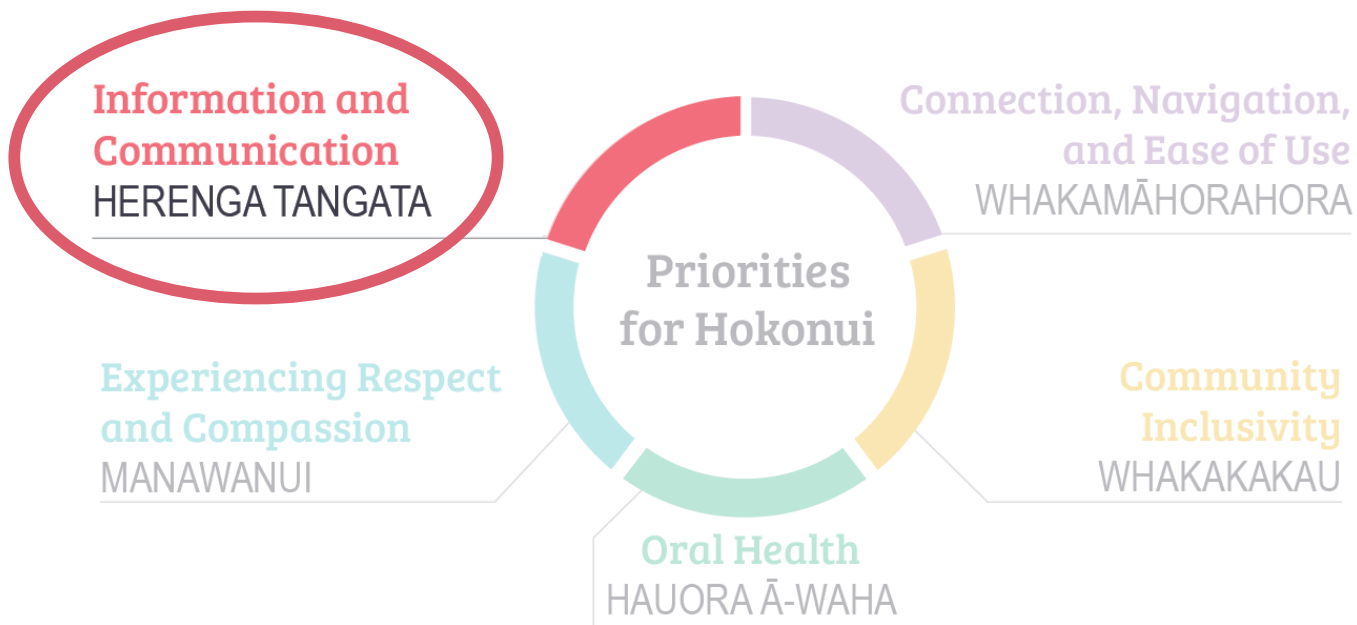 Information and
Communication
HERENGA TANGATA
Connection, Navigation,
and Ease of Use
WHAKAMĀHORAHORA
Priorities
for Hokonui
Experiencing Respect
and Compassion
MANAWANUI
Community
Inclusivity
WHAKAKAKAU
Oral Health
HAUORA Ā-WAHA